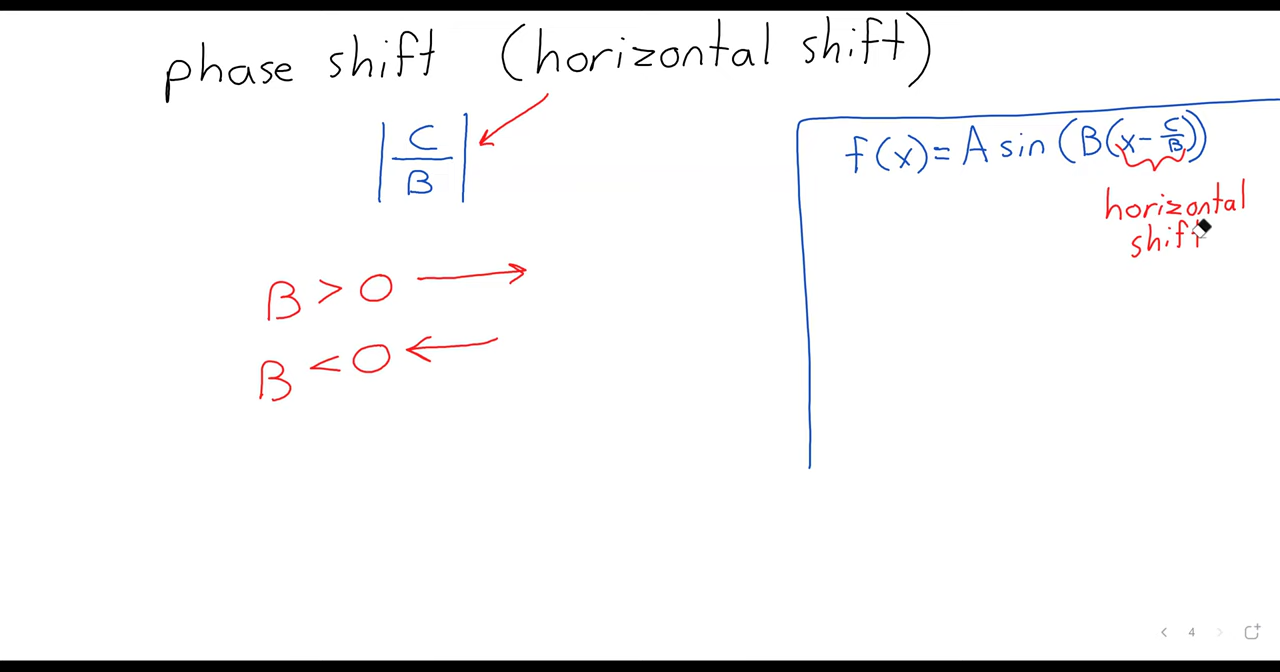 phase shift (horizontal shift)
|C/B|
f(x) = A sin (B(x - C/B))
horizontal
shift
B > 0 →
B < 0 ←
< 4 >